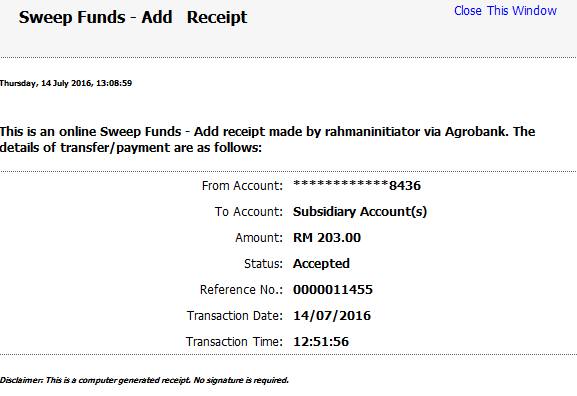 Sweep Funds - Add Receipt
Close This Window
Thursday, 14 July 2016, 13:08:59
This is an online Sweep Funds - Add receipt made by rahmaninitiator via Agrobank. The
details of transfer/payment are as follows:
From Account: ************8436
To Account: Subsidiary Account(s)
Amount: RM 203.00
Status: Accepted
Reference No.: 0000011455
Transaction Date: 14/07/2016
Transaction Time: 12:51:56
Disclaimer: This is a computer generated receipt. No signature is required.